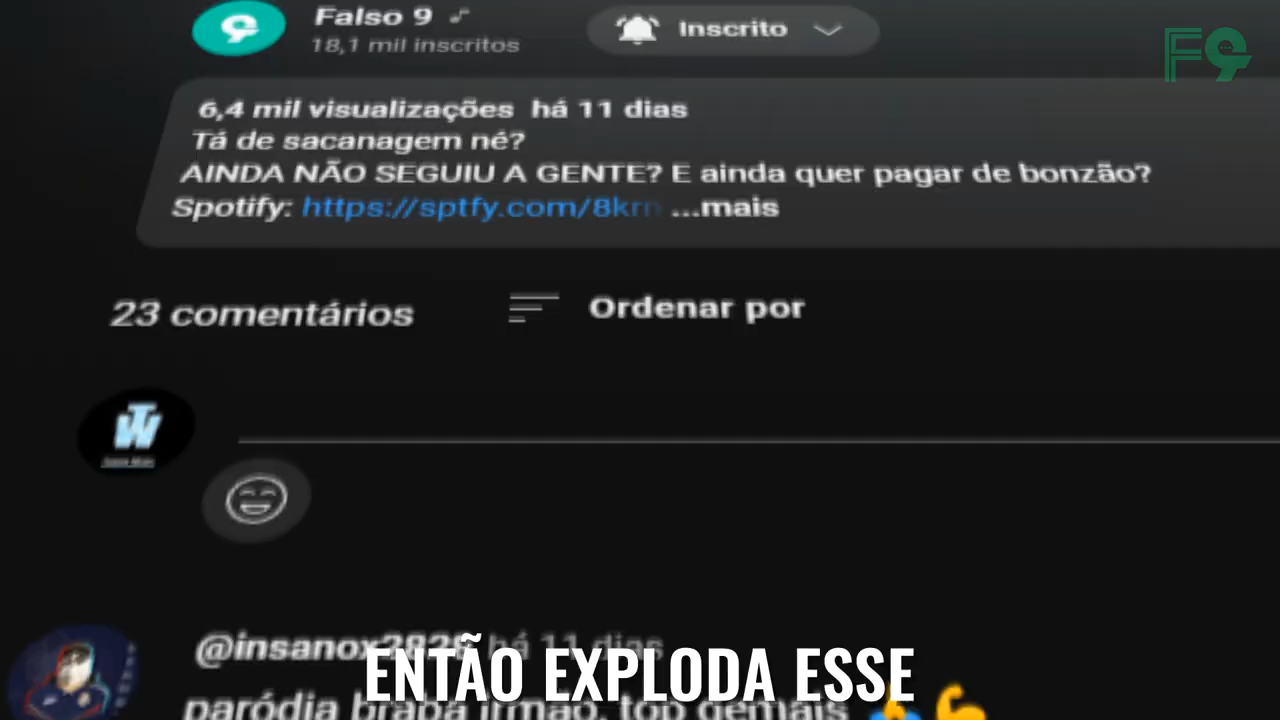 Falso 9
F9
18,1 mil inscritos
Inscrito
6,4 mil visualizações há 11 dias
Tá de sacanagem né?
AINDA NÃO SEGUIU A GENTE? E ainda quer pagar de bonzão?
Spotify: https://sptfy.com/8krn ...mais
23 comentários
Ordenar por
TW
@insanox2828 há 11 dias
paródia braba irmão, top demais
ENTÃO EXPLODA ESSE